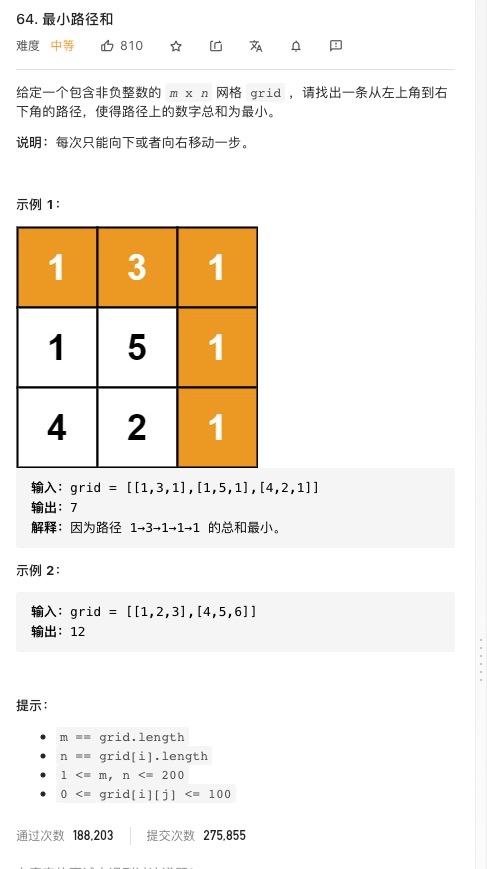 64. 最小路径和
难度 中等 810
给定一个包含非负整数的 m x n 网格 grid ，请找出一条从左上角到右
下角的路径，使得路径上的数字总和为最小。
说明：每次只能向下或者向右移动一步。
示例 1：
1 3 1
1 5 1
4 2 1
输入：grid = [[1,3,1],[1,5,1],[4,2,1]]
输出：7
解释：因为路径 1→3→1→1→1 的总和最小。
示例 2：
输入：grid = [[1,2,3],[4,5,6]]
输出：12
提示：
m == grid.length
n == grid[i].length
1 <= m, n <= 200
0 <= grid[i][j] <= 100
通过次数 188,203 提交次数 275,855